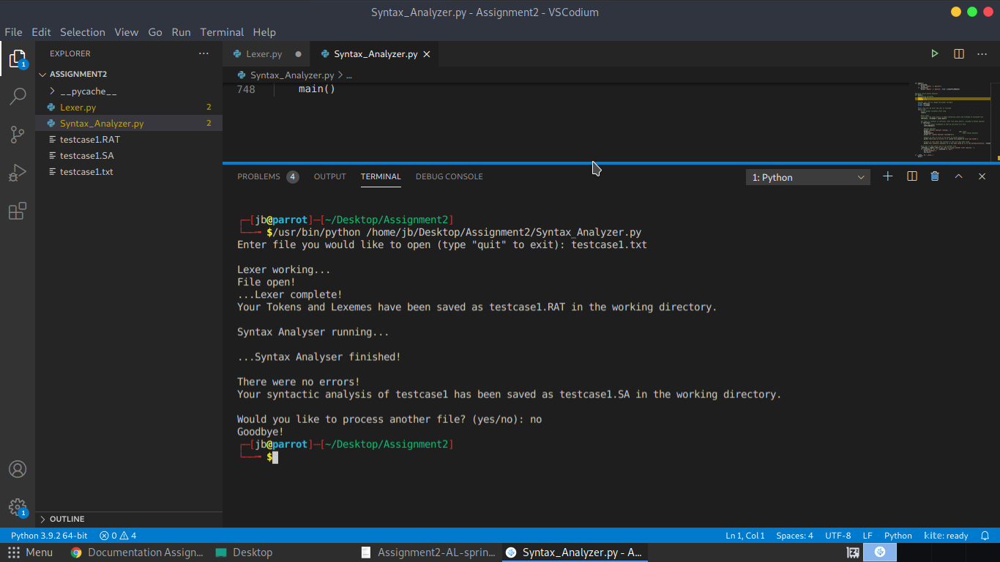 Syntax_Analyzer.py - Assignment2 - VSCodium
File Edit Selection View Go Run Terminal Help
1
EXPLORER
ASSIGNMENT2
__pycache__
Lexer.py 2
Syntax_Analyzer.py 2
testcase1.RAT
testcase1.SA
testcase1.txt
OUTLINE
1
Lexer.py Syntax_Analyzer.py
Syntax_Analyzer.py > ...
748 main()
PROBLEMS 4 OUTPUT TERMINAL DEBUG CONSOLE 1: Python
[jb@parrot]─[~/Desktop/Assignment2]
$/usr/bin/python /home/jb/Desktop/Assignment2/Syntax_Analyzer.py
Enter file you would like to open (type "quit" to exit): testcase1.txt
Lexer working...
File open!
...Lexer complete!
Your Tokens and Lexemes have been saved as testcase1.RAT in the working directory.
Syntax Analyser running...
...Syntax Analyser finished!
There were no errors!
Your syntactic analysis of testcase1 has been saved as testcase1.SA in the working directory.
Would you like to process another file? (yes/no): no
Goodbye!
[jb@parrot]─[~/Desktop/Assignment2]
$
Python 3.9.2 64-bit 0 4 Ln 1, Col 1 Spaces: 4 UTF-8 LF Python kite: ready
Menu Documentation Assign... Desktop Assignment2-AL-sprin... Syntax_Analyzer.py - A...